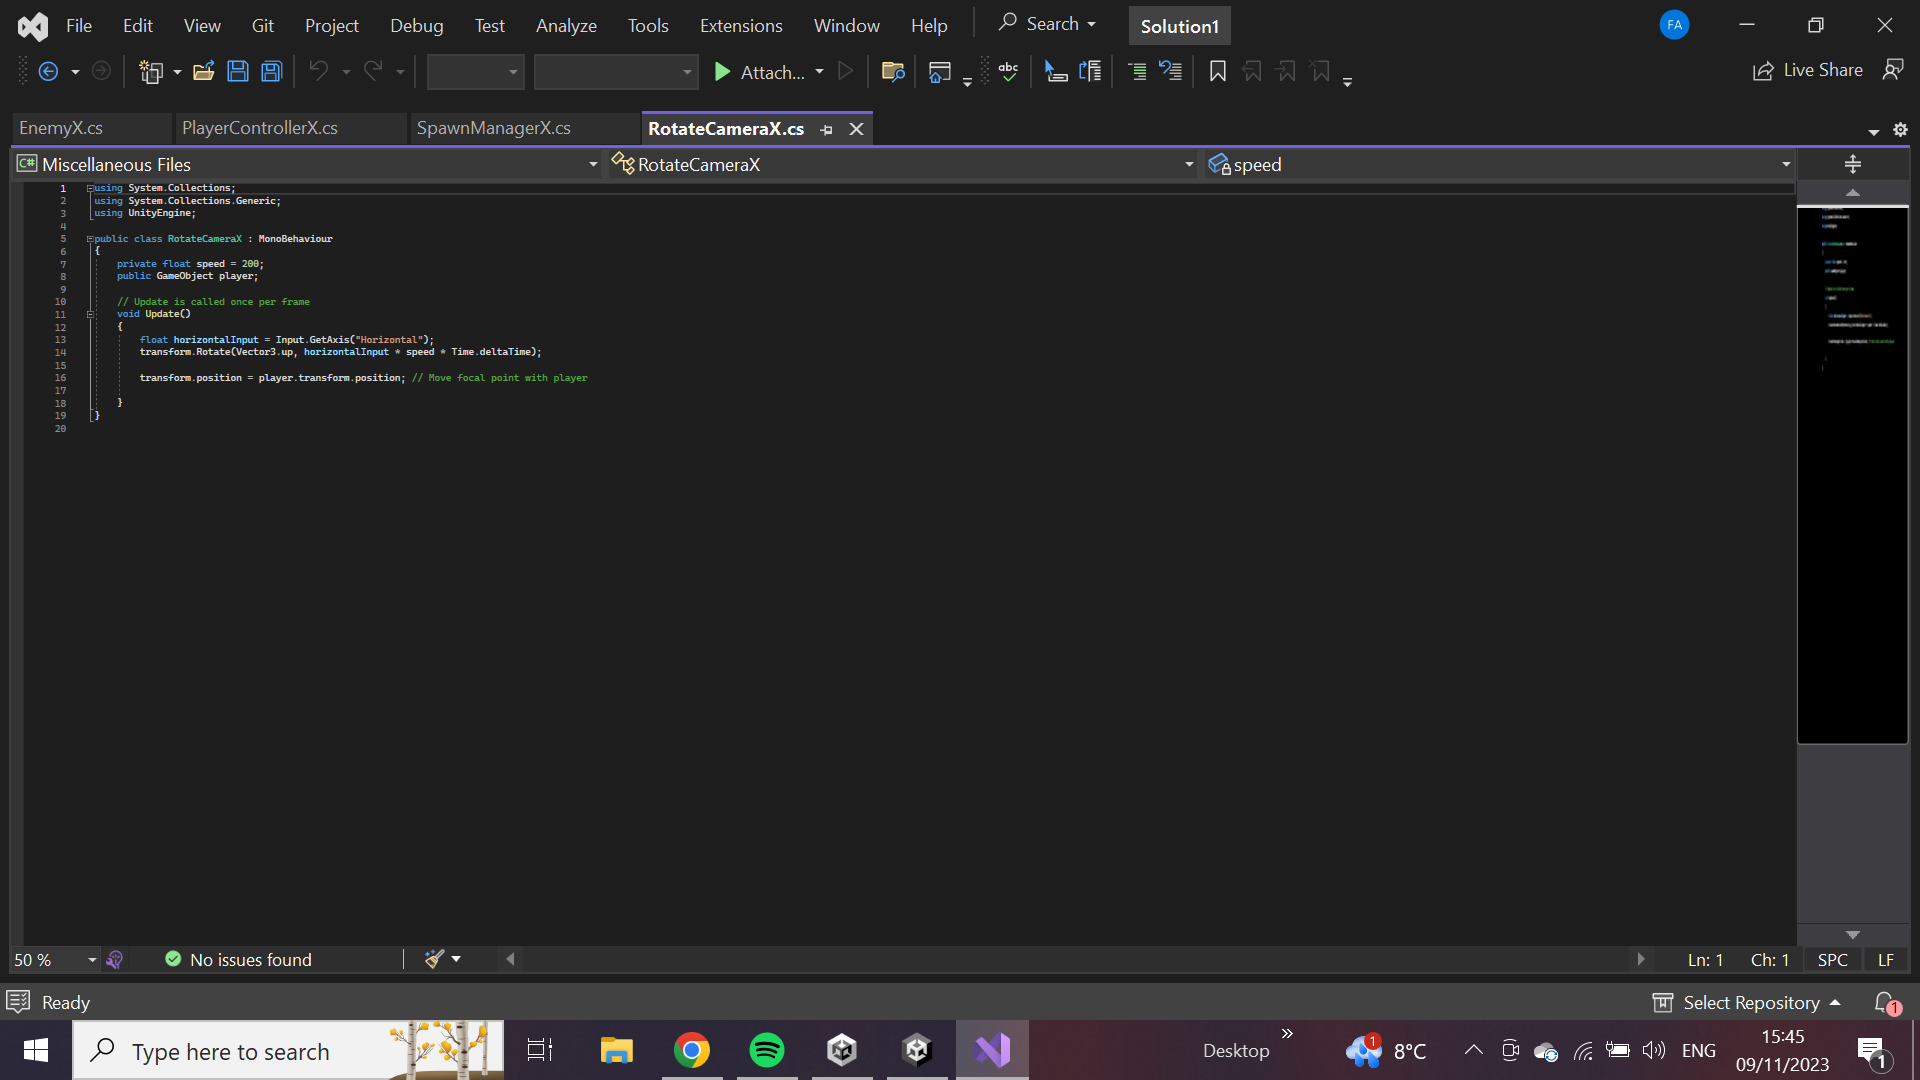 File Edit View Git Project Debug Test Analyze Tools Extensions Window Help Search Solution1 FA
Attach... abc Live Share
EnemyX.cs PlayerControllerX.cs SpawnManagerX.cs RotateCameraX.cs
C# Miscellaneous Files RotateCameraX speed
1 using System.Collections;
2 using System.Collections.Generic;
3 using UnityEngine;
4
5 public class RotateCameraX : MonoBehaviour
6 {
7 private float speed = 200;
8 public GameObject player;
9
10 // Update is called once per frame
11 void Update()
12 {
13 float horizontalInput = Input.GetAxis("Horizontal");
14 transform.Rotate(Vector3.up, horizontalInput * speed * Time.deltaTime);
15
16 transform.position = player.transform.position; // Move focal point with player
17
18 }
19 }
20
50 % No issues found Ln: 1 Ch: 1 SPC LF
Ready Select Repository 1
Type here to search Desktop 1 8°C ENG 15:45
09/11/2023 1